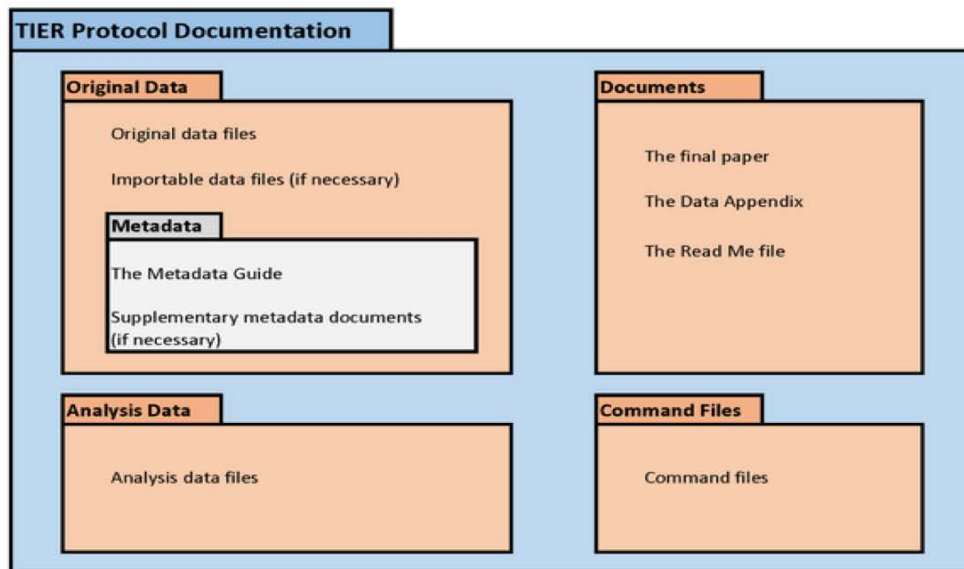 TIER Protocol Documentation
Original Data
Original data files
Importable data files (if necessary)
Metadata
The Metadata Guide
Supplementary metadata documents
(if necessary)
Documents
The final paper
The Data Appendix
The Read Me file
Analysis Data
Analysis data files
Command Files
Command files